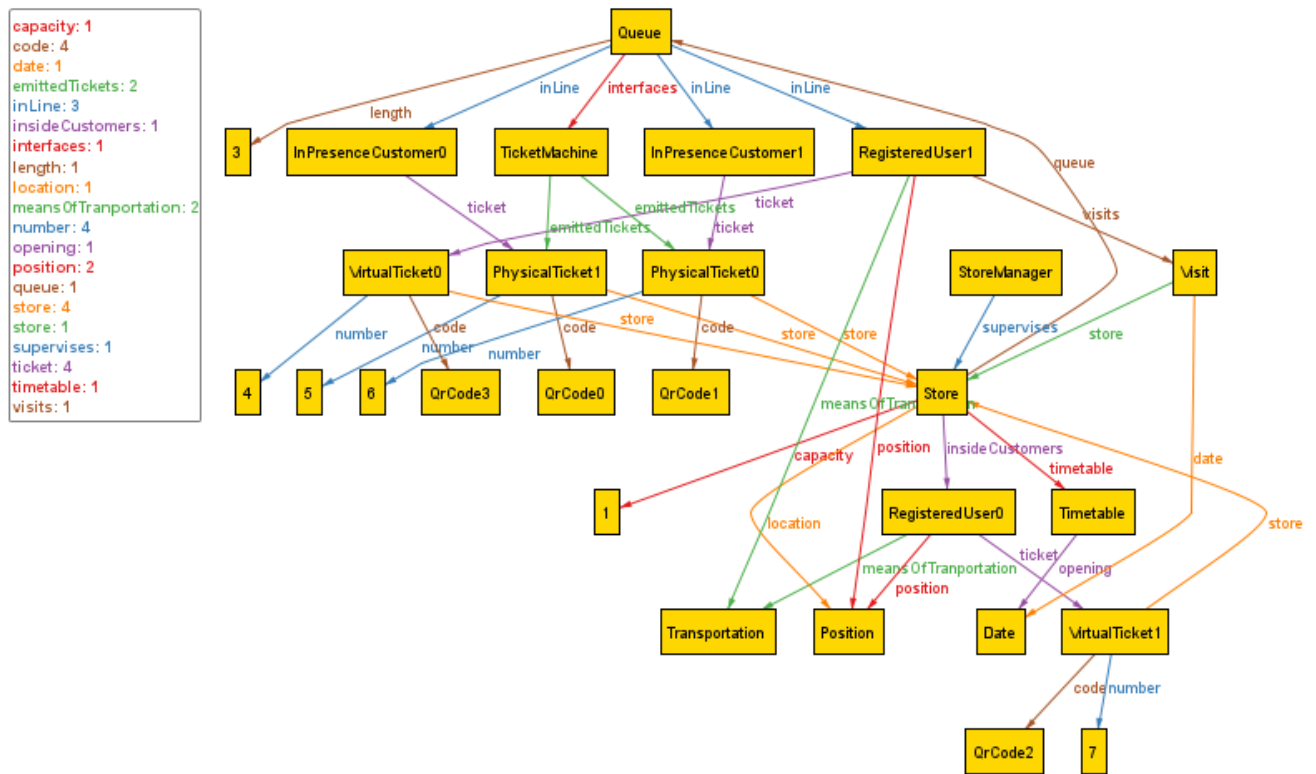 capacity: 1
code: 4
date: 1
emittedTickets: 2
inLine: 3
insideCustomers: 1
interfaces: 1
length: 1
location: 1
meansOfTranportation: 2
number: 4
opening: 1
position: 2
queue: 1
store: 4
store: 1
supervises: 1
ticket: 4
timetable: 1
visits: 1
Queue
inLine interfaces inLine inLine
length
3 InPresenceCustomer0 TicketMachine InPresenceCustomer1 RegisteredUser1
queue
ticket emittedTickets ticket visits
emittedTickets ticket
VirtualTicket0 PhysicalTicket1 PhysicalTicket0 StoreManager Visit
number code code code store store store supervises store
number number
4 5 6 QrCode3 QrCode0 QrCode1 Store
meansOfTranportation
capacity position insideCustomers timetable date
1 location RegisteredUser0 Timetable store
ticket
meansOfTranportation opening
position
Transportation Position Date VirtualTicket1
code number
QrCode2 7